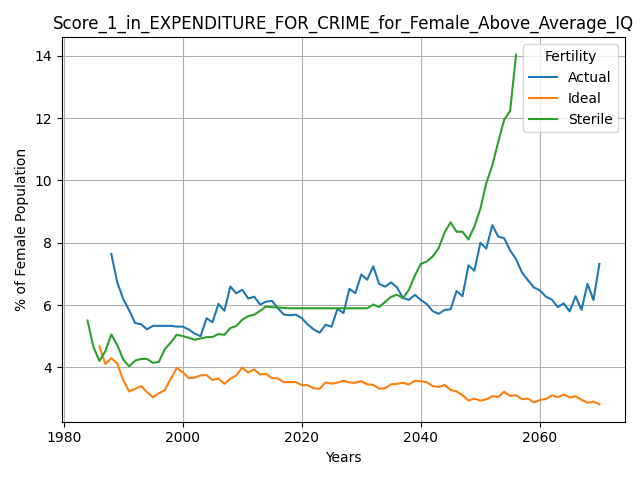 Score_1_in_EXPENDITURE_FOR_CRIME_for_Female_Above_Average_IQ
Fertility
Actual
Ideal
Sterile
% of Female Population
14
12
10
8
6
4
1980
2000
2020
2040
2060
Years